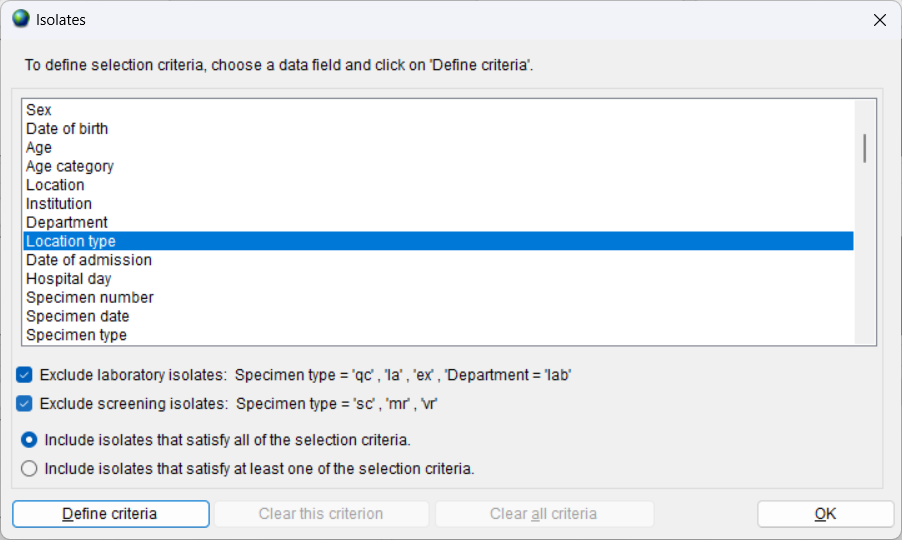 Isolates
To define selection criteria, choose a data field and click on 'Define criteria'.
Sex
Date of birth
Age
Age category
Location
Institution
Department
Location type
Date of admission
Hospital day
Specimen number
Specimen date
Specimen type
Exclude laboratory isolates:  Specimen type = 'qc' , 'la' , 'ex' , 'Department = 'lab'
Exclude screening isolates:  Specimen type = 'sc' , 'mr' , 'vr'
Include isolates that satisfy all of the selection criteria.
Include isolates that satisfy at least one of the selection criteria.
Define criteria Clear this criterion Clear all criteria OK